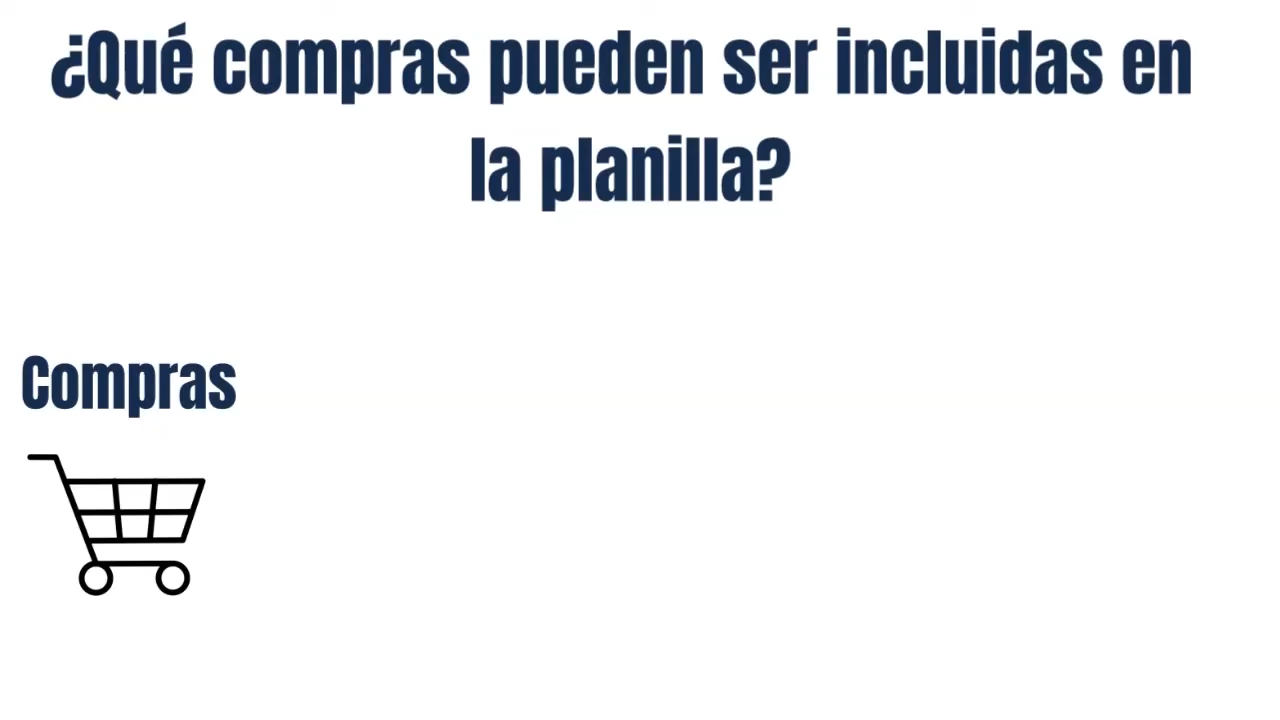 ¿Qué compras pueden ser incluidas en
la planilla?
Compras